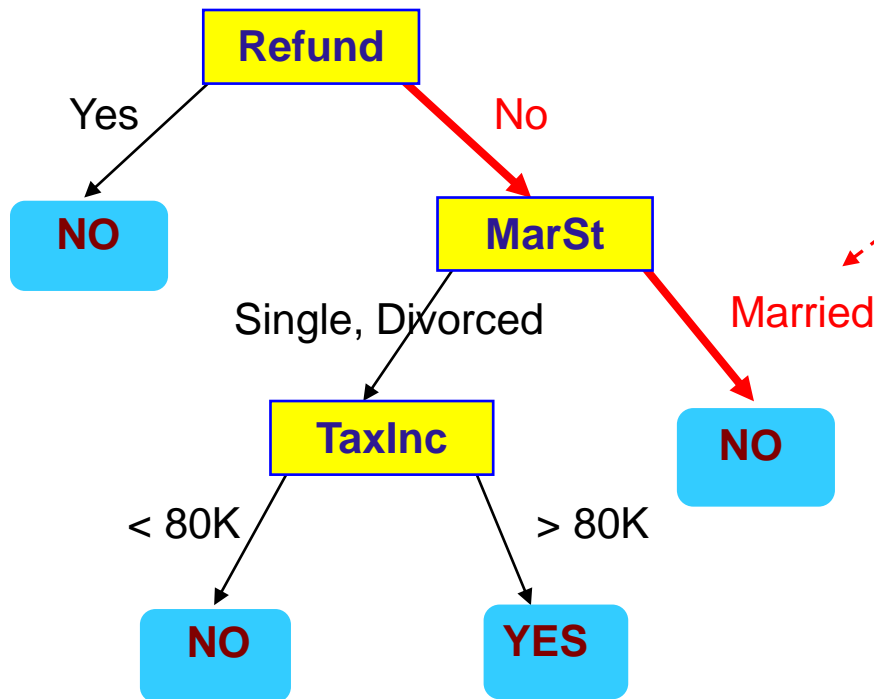 Refund
Yes
No
NO
MarSt
Single, Divorced
Married
TaxInc
NO
< 80K
> 80K
NO
YES